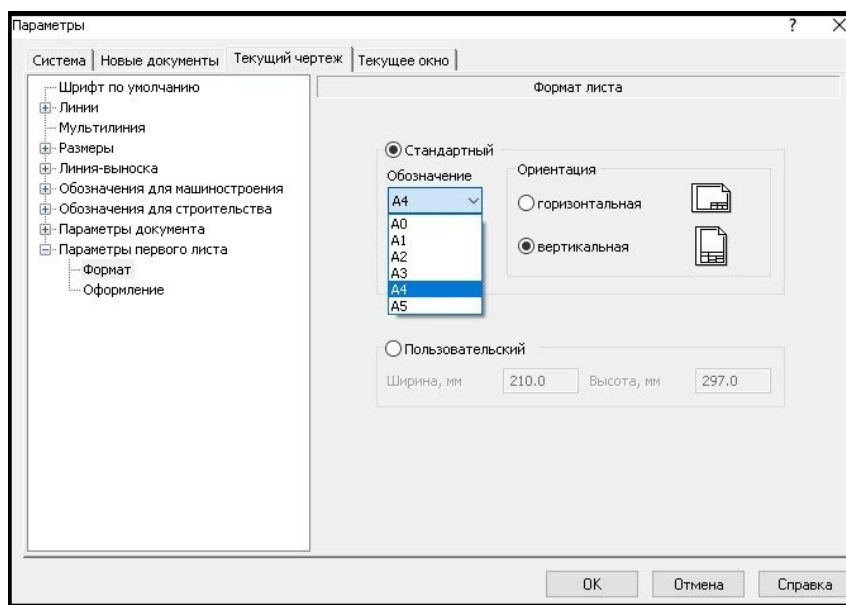 Параметры
?
Система
Новые документы
Текущий чертеж
Текущее окно
Шрифт по умолчанию
Линии
Мультилиния
Размеры
Линия-выноска
Обозначения для машиностроения
Обозначения для строительства
Параметры документа
Параметры первого листа
Формат
Оформление
Формат листа
Стандартный
Обозначение
A4
A0
A1
A2
A3
A4
A5
Ориентация
горизонтальная
вертикальная
Пользовательский
Ширина, мм
210.0
Высота, мм
297.0
OK
Отмена
Справка